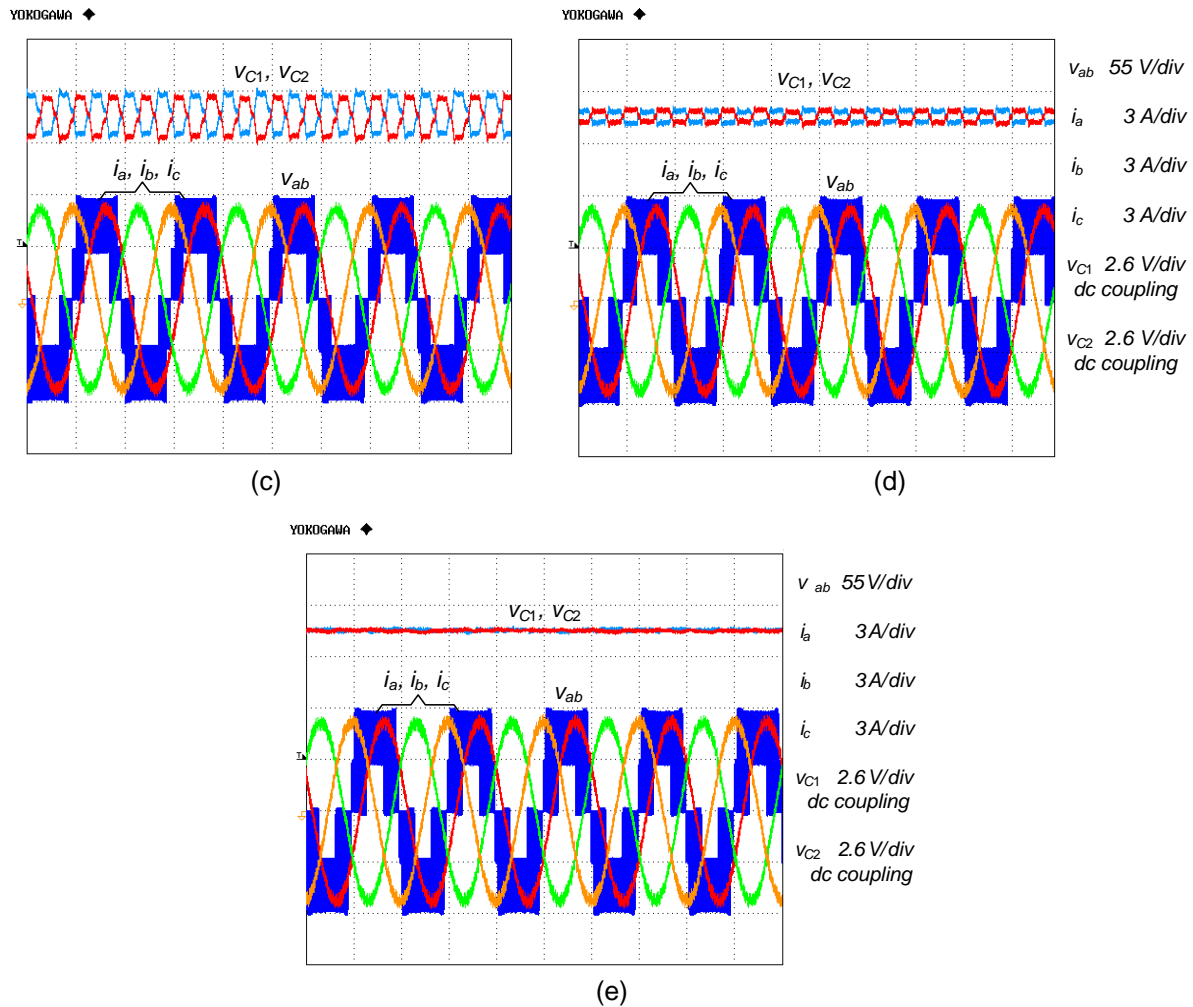 YOKOGAWA ◆
vC1, vC2
ia, ib, ic
vab
(c)
YOKOGAWA ◆
vC1, vC2
ia, ib, ic
vab
(d)
vab 55 V/div
ia 3 A/div
ib 3 A/div
ic 3 A/div
vC1 2.6 V/div
dc coupling
vC2 2.6 V/div
dc coupling
YOKOGAWA ◆
vC1, vC2
ia, ib, ic
vab
(e)
v ab 55 V/div
ia 3 A/div
ib 3 A/div
ic 3 A/div
vC1 2.6 V/div
dc coupling
vC2 2.6 V/div
dc coupling